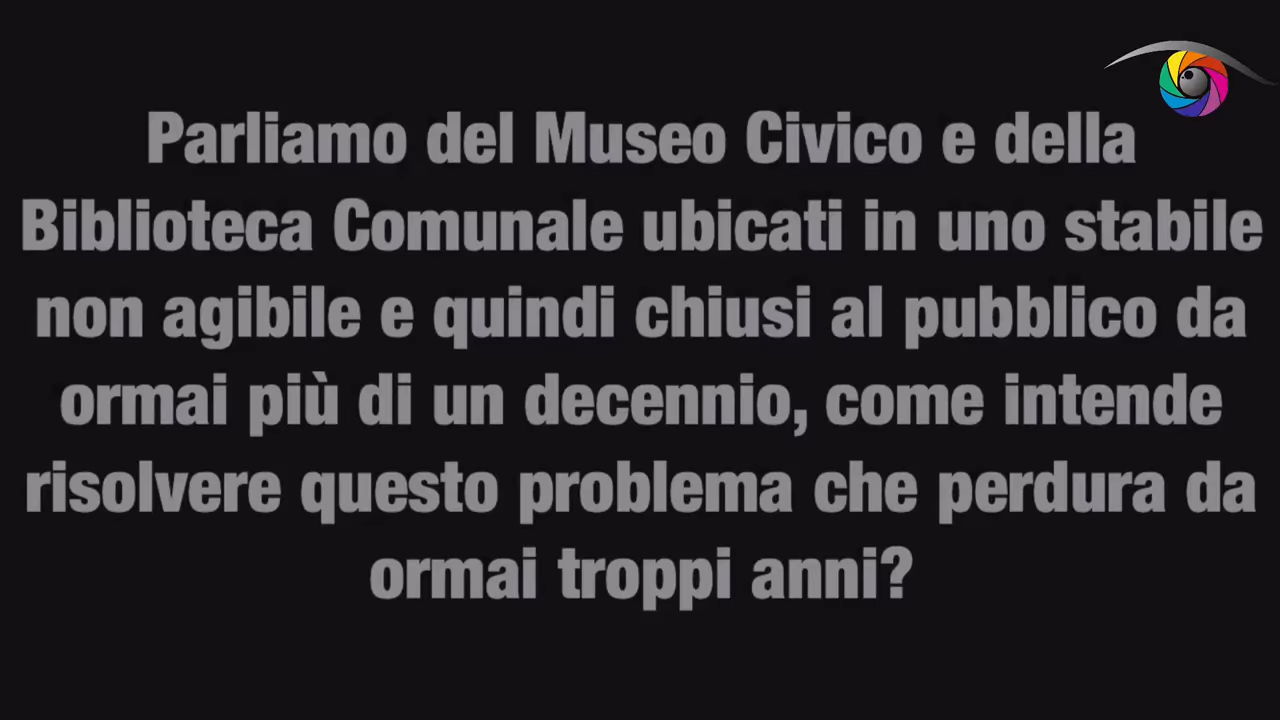 Parliamo del Museo Civico e della
Biblioteca Comunale ubicati in uno stabile
non agibile e quindi chiusi al pubblico da
ormai più di un decennio, come intende
risolvere questo problema che perdura da
ormai troppi anni?